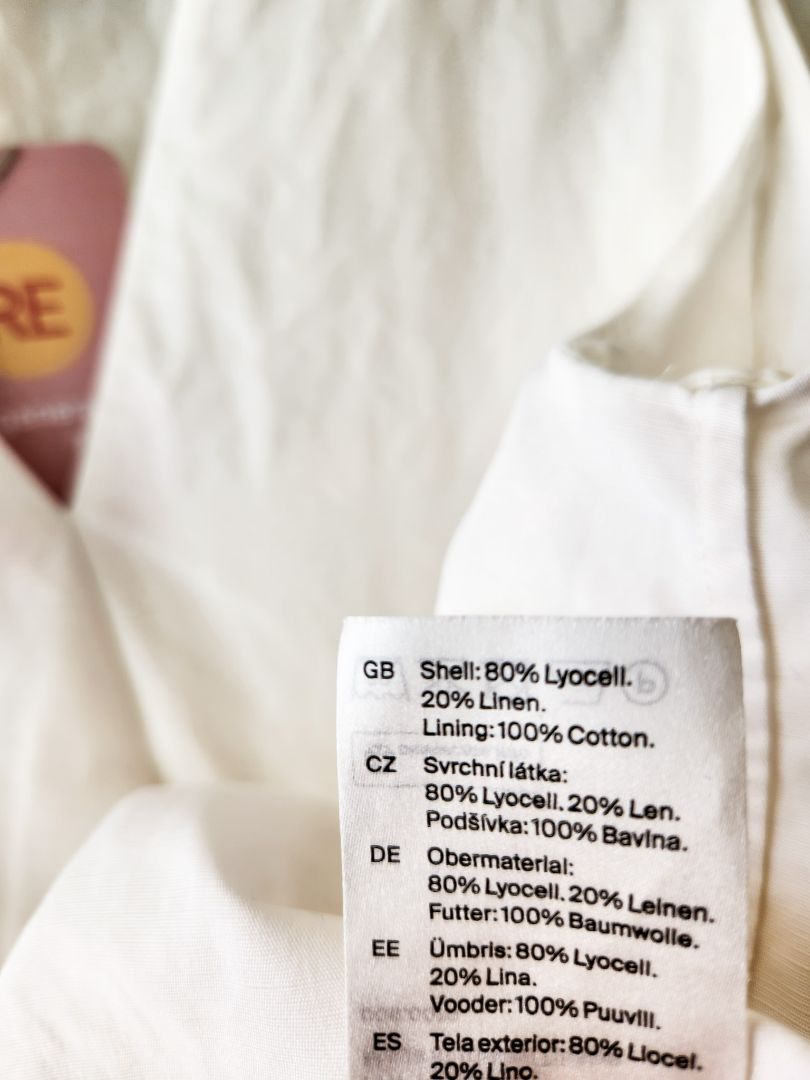 RE
GB Shell: 80% Lyocell.
20% Linen.
Lining: 100% Cotton.
CZ Svrchní látka:
80% Lyocell. 20% Len.
Podšívka: 100% Bavlna.
DE Obermaterial:
80% Lyocell. 20% Leinen.
Futter: 100% Baumwolle.
EE Ümbris: 80% Lyocell.
20% Lina.
Vooder: 100% Puuvill.
ES Tela exterior: 80% Liocel.
20% Lino.